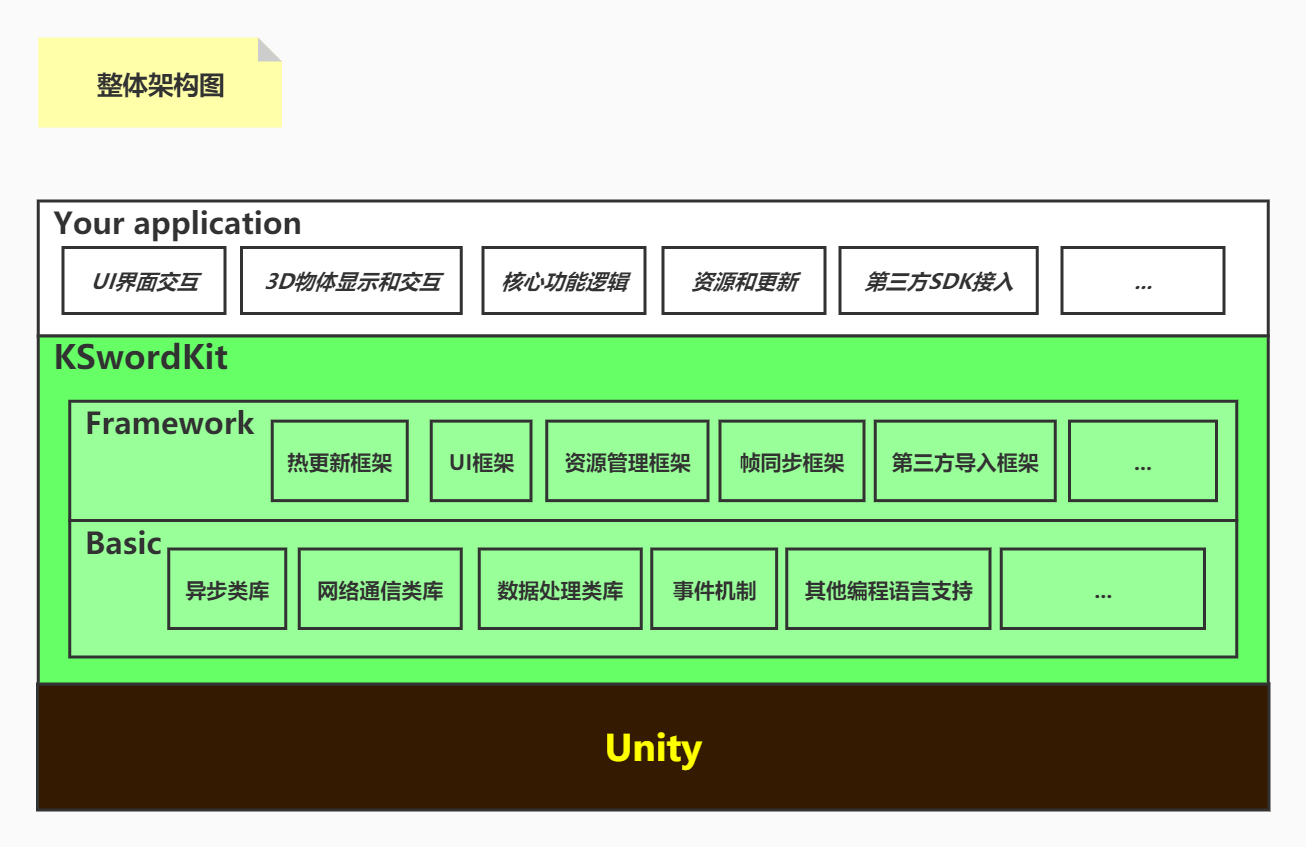 整体架构图
Your application
UI界面交互
3D物体显示和交互
核心功能逻辑
资源和更新
第三方SDK接入
...
KSwordKit
Framework
热更新框架
UI框架
资源管理框架
帧同步框架
第三方导入框架
...
Basic
异步类库
网络通信类库
数据处理类库
事件机制
其他编程语言支持
...
Unity